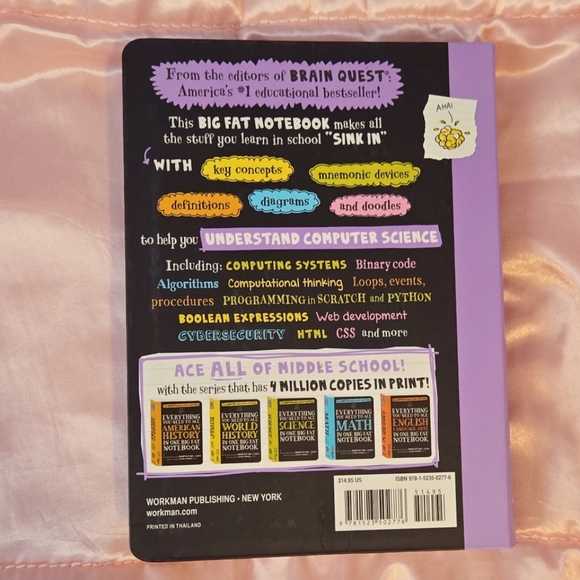 From the editors of BRAIN QUEST®:
America's #1 educational bestseller!
AHA!
This BIG FAT NOTEBOOK makes all
the stuff you learn in school "SINK IN"
WITH key concepts mnemonic devices
definitions diagrams and doodles
to help you UNDERSTAND COMPUTER SCIENCE
Including: COMPUTING SYSTEMS Binary code
Algorithms Computational thinking Loops, events,
procedures PROGRAMMING in SCRATCH and PYTHON
BOOLEAN EXPRESSIONS Web development
CYBERSECURITY HTML CSS and more
ACE ALL OF MIDDLE SCHOOL!
with the series that has 4 MILLION COPIES IN PRINT!
EVERYTHING YOU NEED TO ACE AMERICAN HISTORY IN ONE BIG FAT NOTEBOOK
EVERYTHING YOU NEED TO ACE WORLD HISTORY IN ONE BIG FAT NOTEBOOK
EVERYTHING YOU NEED TO ACE SCIENCE IN ONE BIG FAT NOTEBOOK
EVERYTHING YOU NEED TO ACE MATH IN ONE BIG FAT NOTEBOOK
EVERYTHING YOU NEED TO ACE ENGLISH LANGUAGE ARTS IN ONE BIG FAT NOTEBOOK
$14.95 US ISBN 978-1-5235-0277-6
51495
9 781523 502776
WORKMAN PUBLISHING • NEW YORK
workman.com
PRINTED IN THAILAND